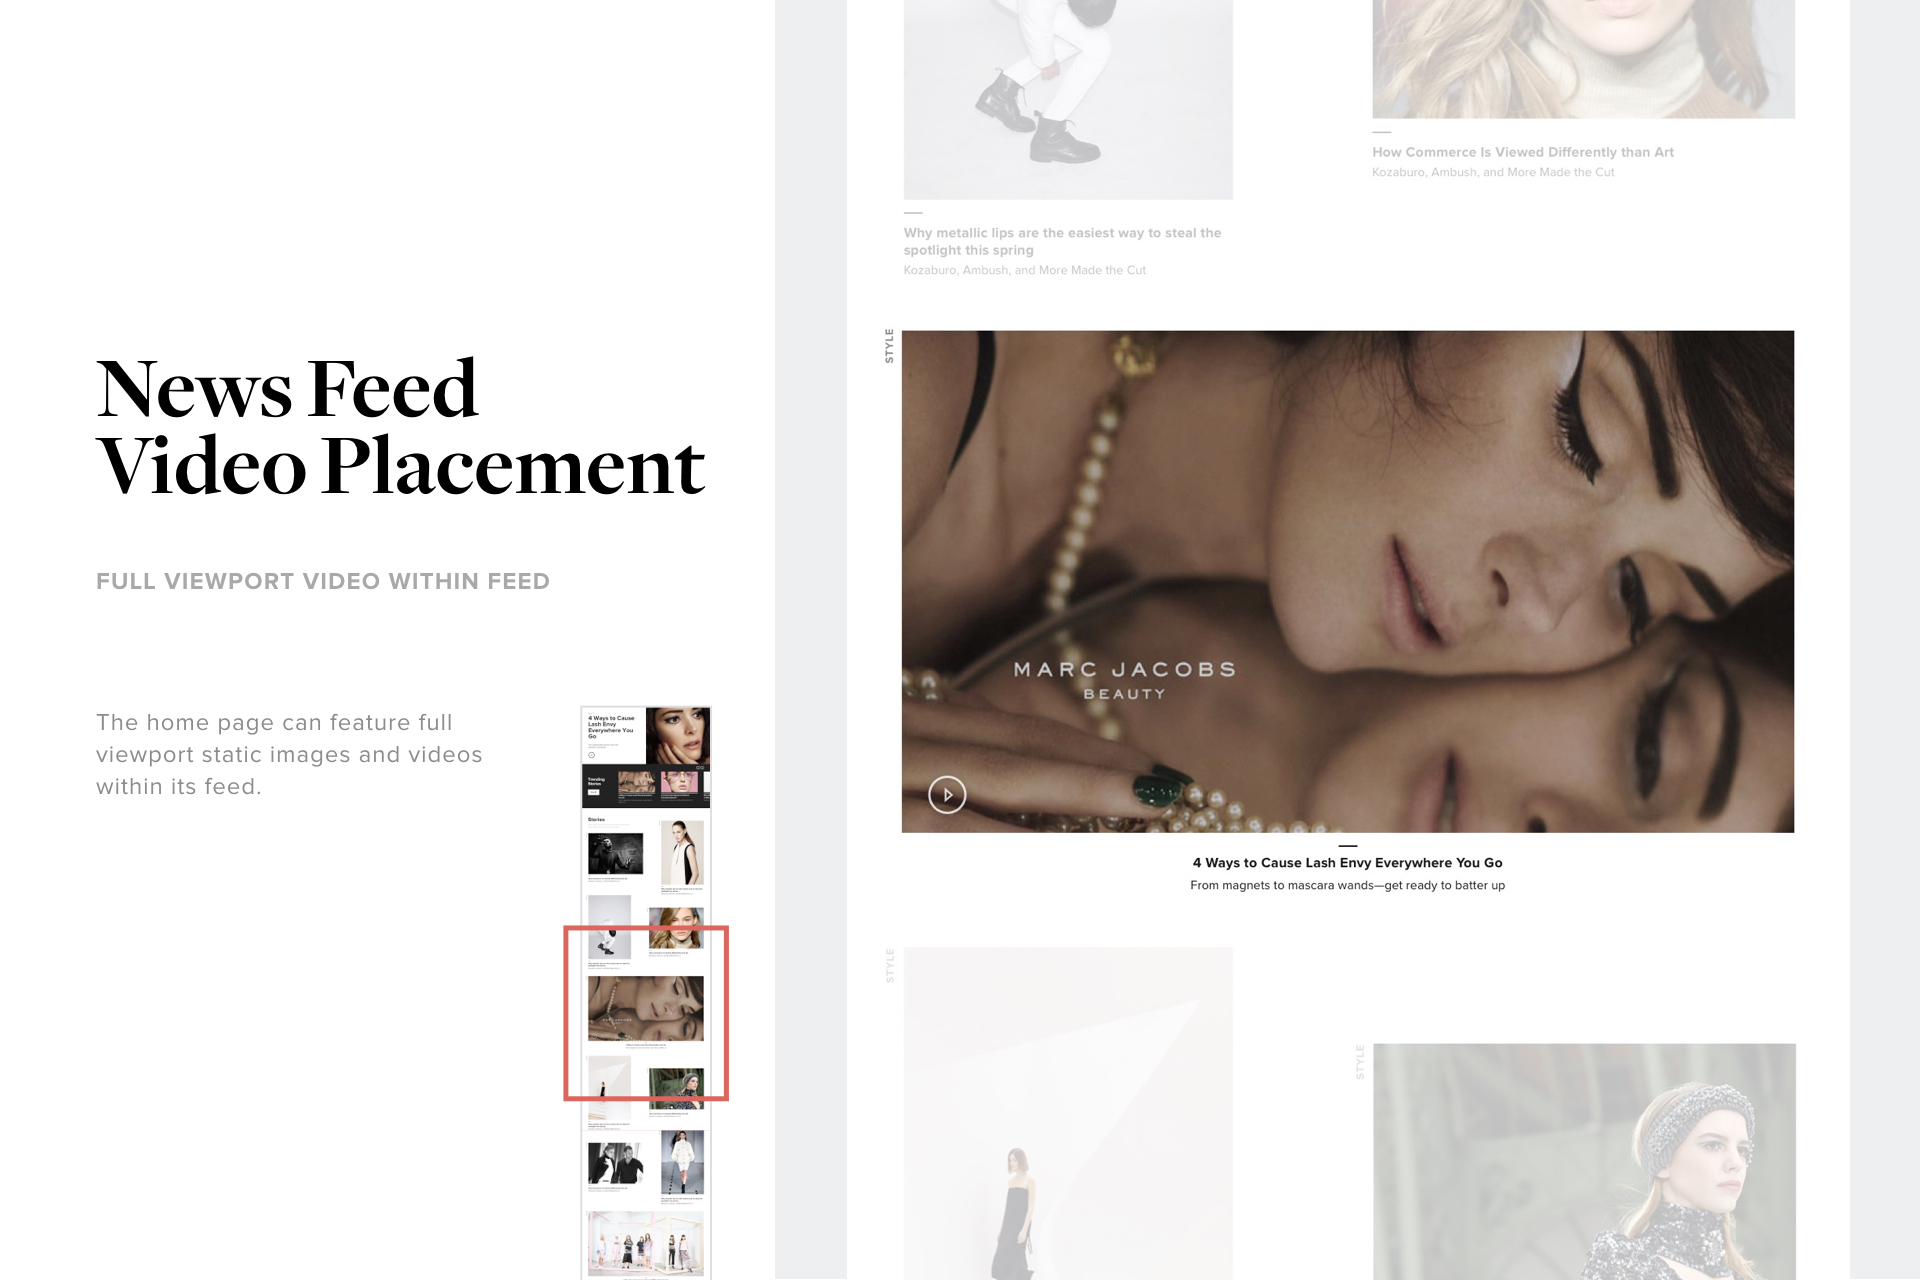 News Feed
Video Placement
FULL VIEWPORT VIDEO WITHIN FEED
The home page can feature full
viewport static images and videos
within its feed.
4 Ways to Cause
Lash Envy
Everywhere You
Go
Trending
Stories
Stories
How Commerce Is Viewed Differently than Art
Kozaburo, Ambush, and More Made the Cut
Why metallic lips are the easiest way to steal the
spotlight this spring
Kozaburo, Ambush, and More Made the Cut
STYLE
MARC JACOBS
BEAUTY
4 Ways to Cause Lash Envy Everywhere You Go
From magnets to mascara wands—get ready to batter up
STYLE
STYLE